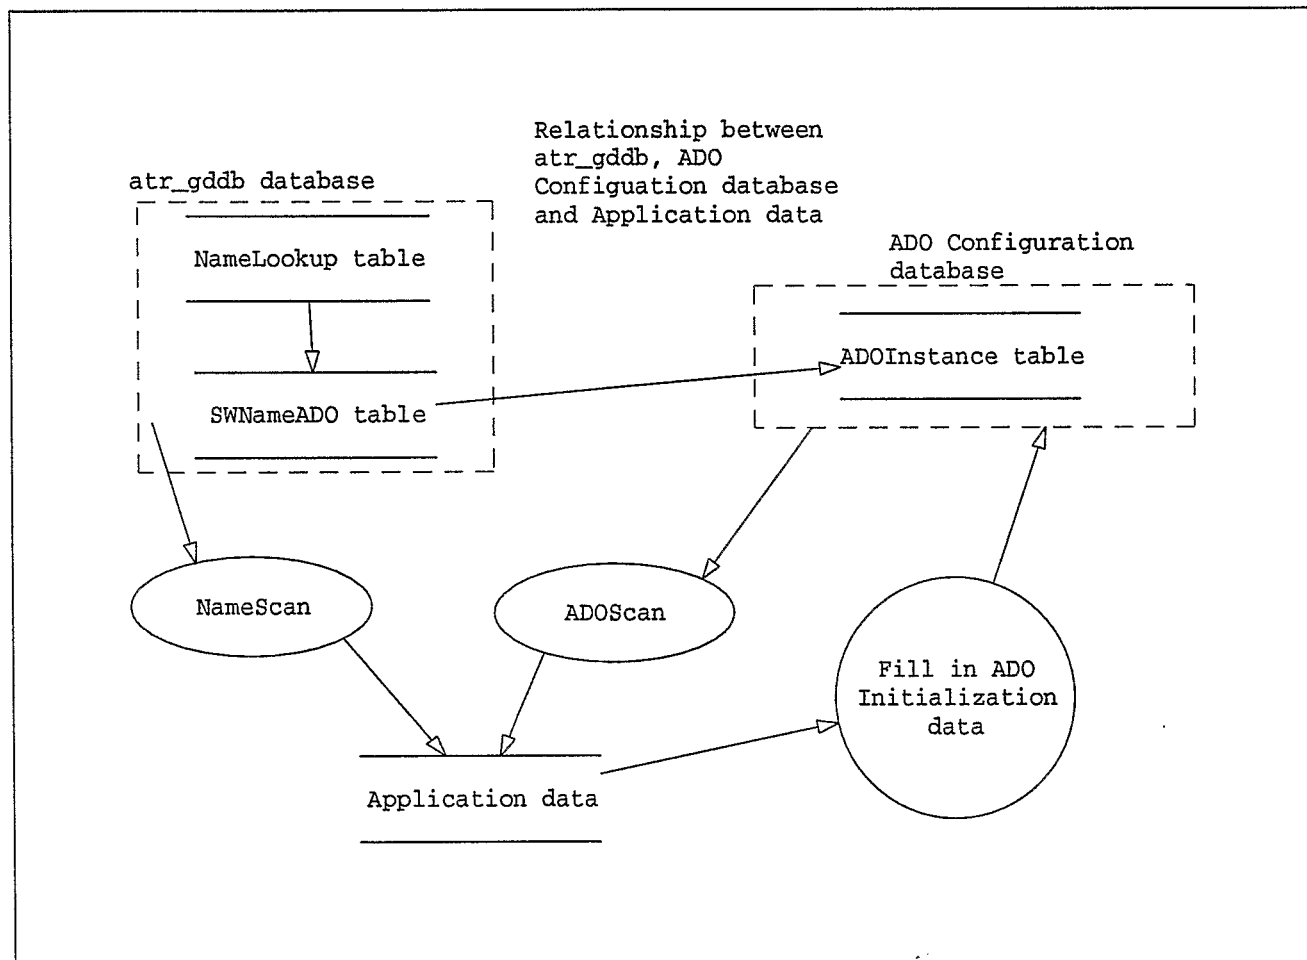 Relationship between
atr_gddb, ADO
Configuation database
and Application data
atr_gddb database
NameLookup table
SWNameADO table
ADO Configuration
database
ADOInstance table
NameScan
ADOScan
Fill in ADO
Initialization
data
Application data